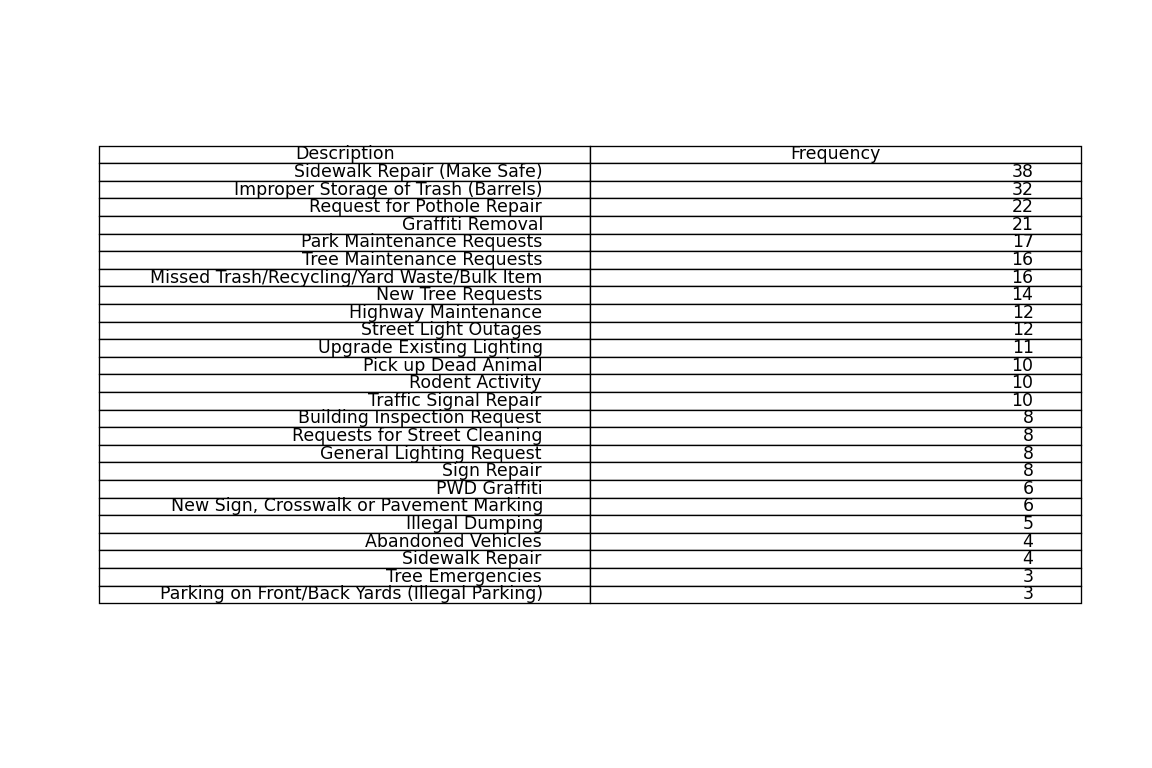 Description Frequency
Sidewalk Repair (Make Safe) 38
Improper Storage of Trash (Barrels) 32
Request for Pothole Repair 22
Graffiti Removal 21
Park Maintenance Requests 17
Tree Maintenance Requests 16
Missed Trash/Recycling/Yard Waste/Bulk Item 16
New Tree Requests 14
Highway Maintenance 12
Street Light Outages 12
Upgrade Existing Lighting 11
Pick up Dead Animal 10
Rodent Activity 10
Traffic Signal Repair 10
Building Inspection Request 8
Requests for Street Cleaning 8
General Lighting Request 8
Sign Repair 8
PWD Graffiti 6
New Sign, Crosswalk or Pavement Marking 6
Illegal Dumping 5
Abandoned Vehicles 4
Sidewalk Repair 4
Tree Emergencies 3
Parking on Front/Back Yards (Illegal Parking) 3